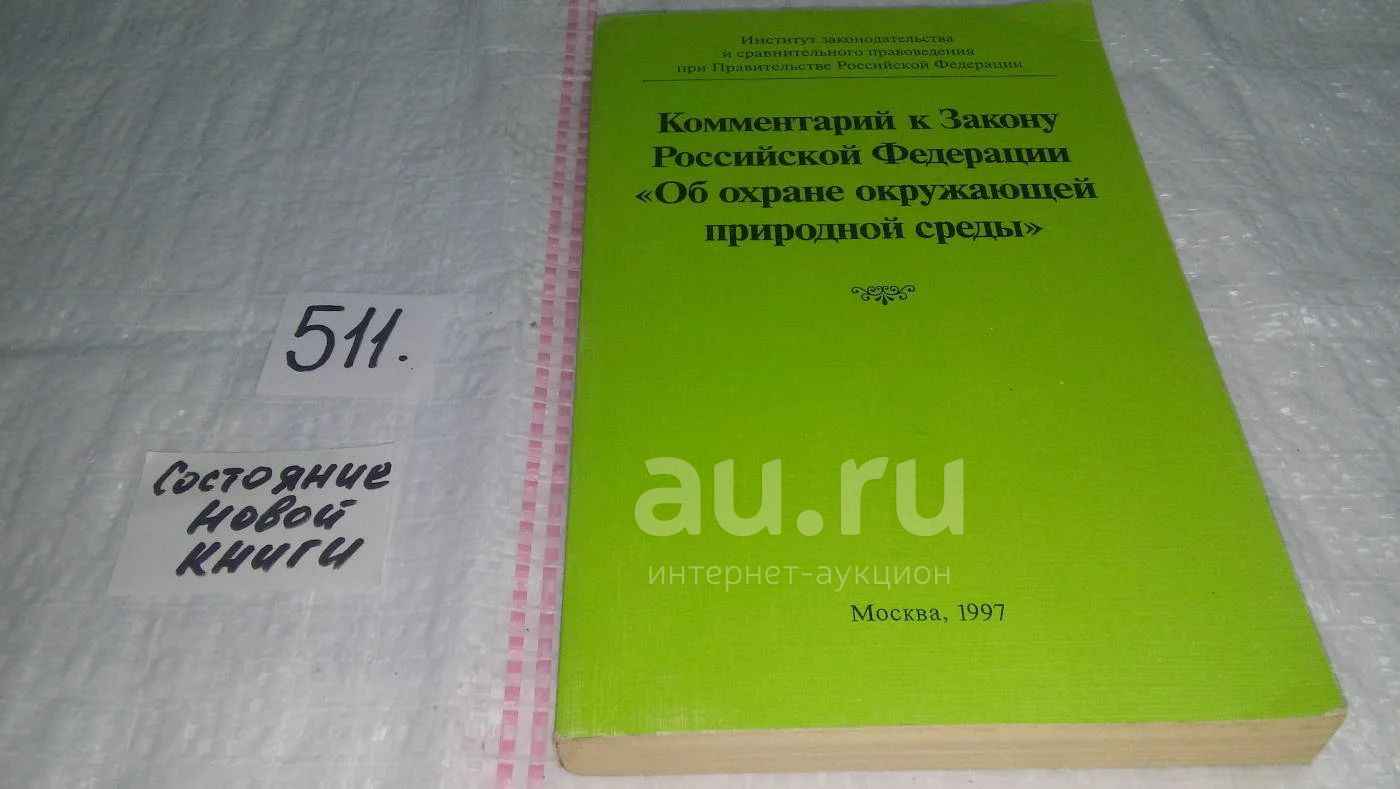 Институт законодательства
и сравнительного правоведения
при Правительстве Российской Федерации
Комментарий к Закону
Российской Федерации
«Об охране окружающей
природной среды»
511.
Состояние
новой
книги
au.ru
интернет-аукцион
Москва, 1997